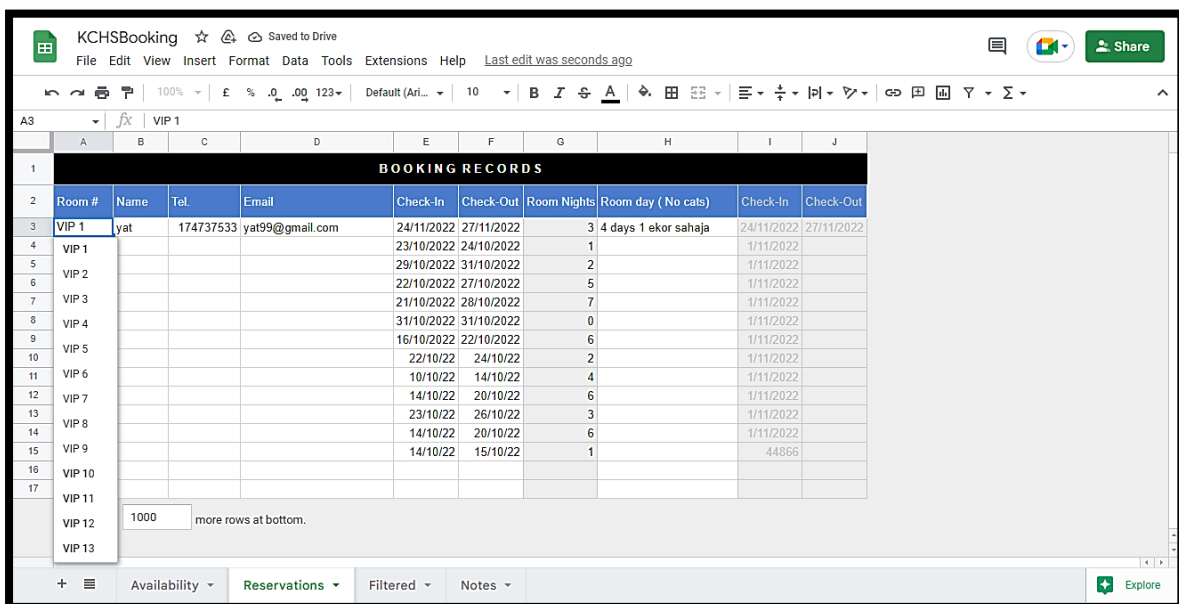 KCHSBooking Saved to Drive
File Edit View Insert Format Data Tools Extensions Help Last edit was seconds ago
Share
100% £ % .0 .00 123 Default (Ari... 10 B I S A
A3 fx VIP 1
A B C D E F G H I J
1 BOOKING RECORDS
2 Room # Name Tel. Email Check-In Check-Out Room Nights Room day ( No cats) Check-In Check-Out
3 VIP 1 yat 174737533 yat99@gmail.com 24/11/2022 27/11/2022 3 4 days 1 ekor sahaja 24/11/2022 27/11/2022
4 23/10/2022 24/10/2022 1 1/11/2022
5 29/10/2022 31/10/2022 2 1/11/2022
6 22/10/2022 27/10/2022 5 1/11/2022
7 21/10/2022 28/10/2022 7 1/11/2022
8 31/10/2022 31/10/2022 0 1/11/2022
9 16/10/2022 22/10/2022 6 1/11/2022
10 22/10/22 24/10/22 2 1/11/2022
11 10/10/22 14/10/22 4 1/11/2022
12 14/10/22 20/10/22 6 1/11/2022
13 23/10/22 26/10/22 3 1/11/2022
14 14/10/22 20/10/22 6 1/11/2022
15 14/10/22 15/10/22 1 44866
16
17
VIP 1
VIP 2
VIP 3
VIP 4
VIP 5
VIP 6
VIP 7
VIP 8
VIP 9
VIP 10
VIP 11
VIP 12
VIP 13
1000 more rows at bottom.
Availability Reservations Filtered Notes Explore